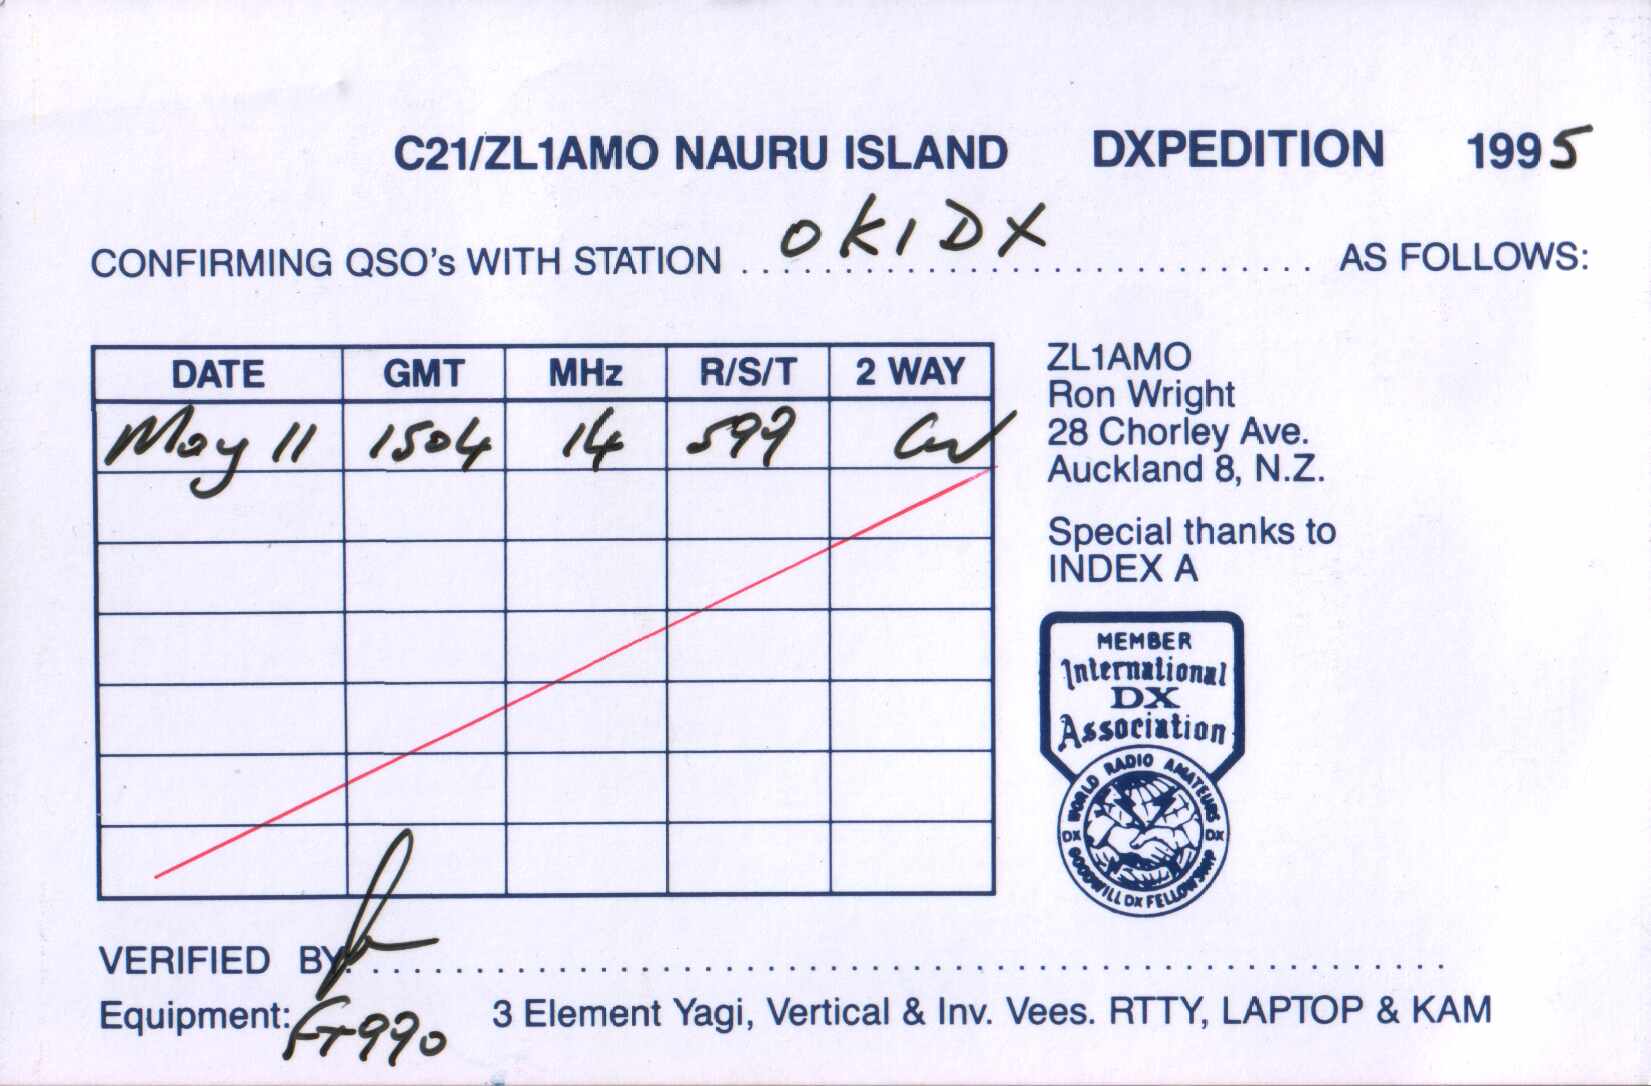 C21/ZL1AMO NAURU ISLAND DXPEDITION 1995
CONFIRMING QSO's WITH STATION OK1DX AS FOLLOWS:
DATE GMT MHz R/S/T 2 WAY
May 11 1504 14 599 CW
ZL1AMO
Ron Wright
28 Chorley Ave.
Auckland 8, N.Z.
Special thanks to
INDEX A
MEMBER
International
DX
Association
WORLD RADIO AMATEURS
DX DX
GOODWILL DX FELLOWSHIP
VERIFIED BY:
Equipment: FT990 3 Element Yagi, Vertical & Inv. Vees. RTTY, LAPTOP & KAM